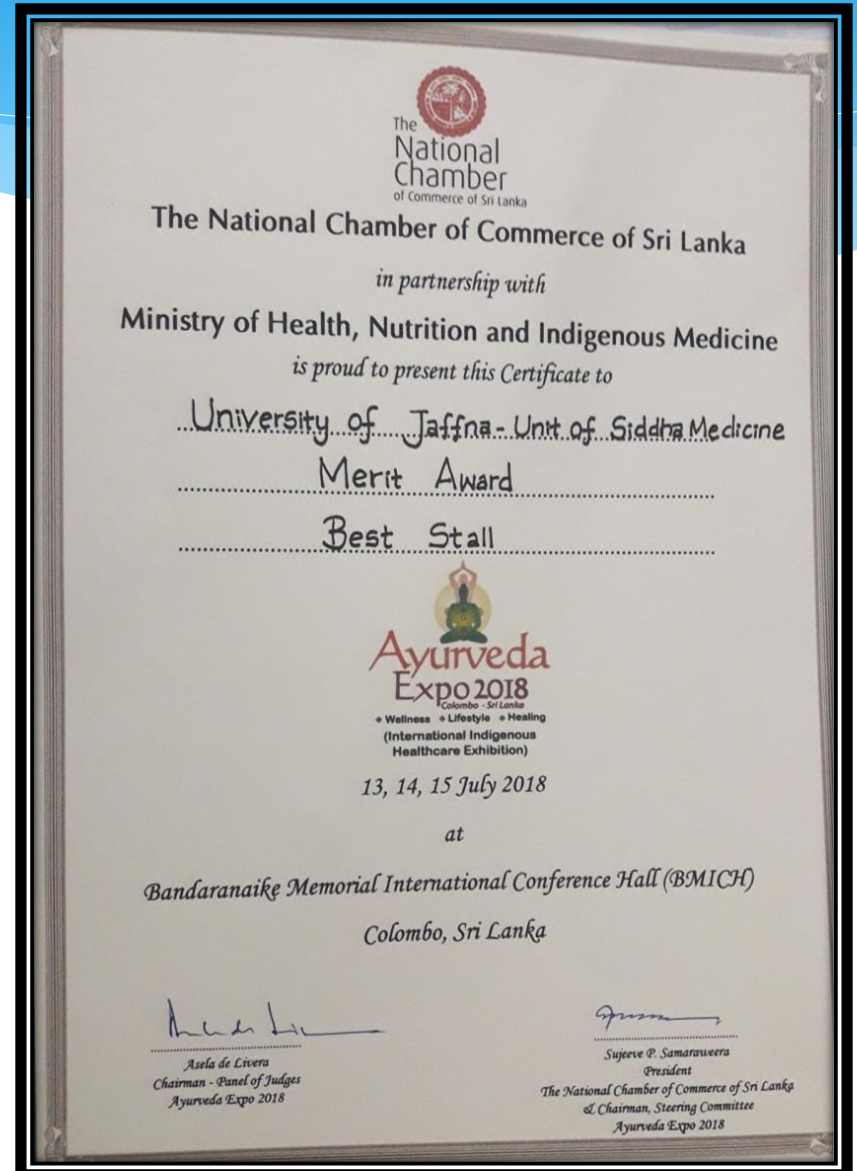 The
National
Chamber
of Commerce of Sri Lanka
The National Chamber of Commerce of Sri Lanka
in partnership with
Ministry of Health, Nutrition and Indigenous Medicine
is proud to present this Certificate to
University of Jaffna - Unit of Siddha Medicine
Merit Award
Best Stall
Ayurveda
Expo 2018
Colombo - Sri Lanka
Wellness Lifestyle Healing
(International Indigenous
Healthcare Exhibition)
13, 14, 15 July 2018
at
Bandaranaike Memorial International Conference Hall (BMICH)
Colombo, Sri Lanka
Asela de Livera
Chairman - Panel of Judges
Ayurveda Expo 2018
Sujeeve P. Samaraweera
President
The National Chamber of Commerce of Sri Lanka
& Chairman, Steering Committee
Ayurveda Expo 2018